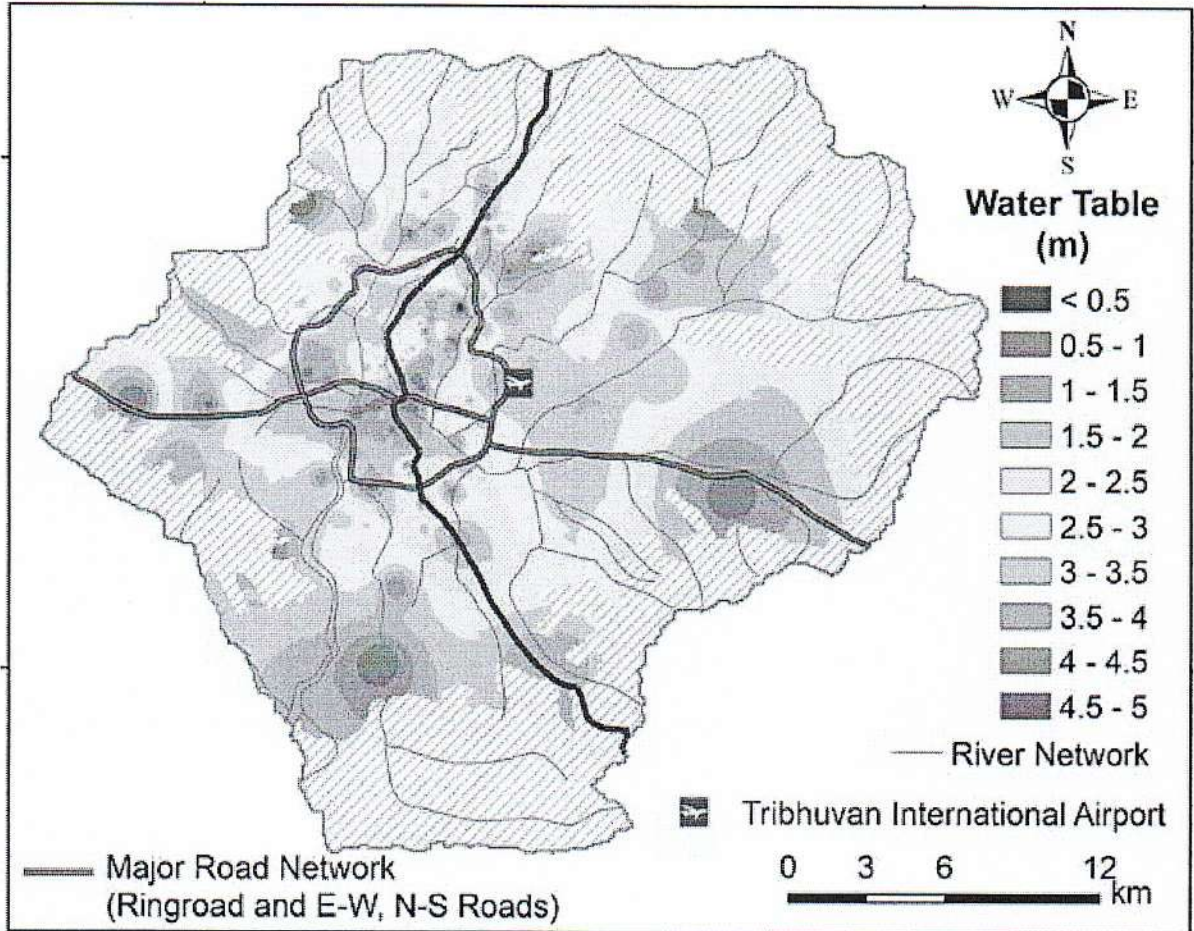 N
W E
S
Water Table
(m)
< 0.5
0.5 - 1
1 - 1.5
1.5 - 2
2 - 2.5
2.5 - 3
3 - 3.5
3.5 - 4
4 - 4.5
4.5 - 5
River Network
Tribhuvan International Airport
Major Road Network
(Ringroad and E-W, N-S Roads)
0 3 6 12
km